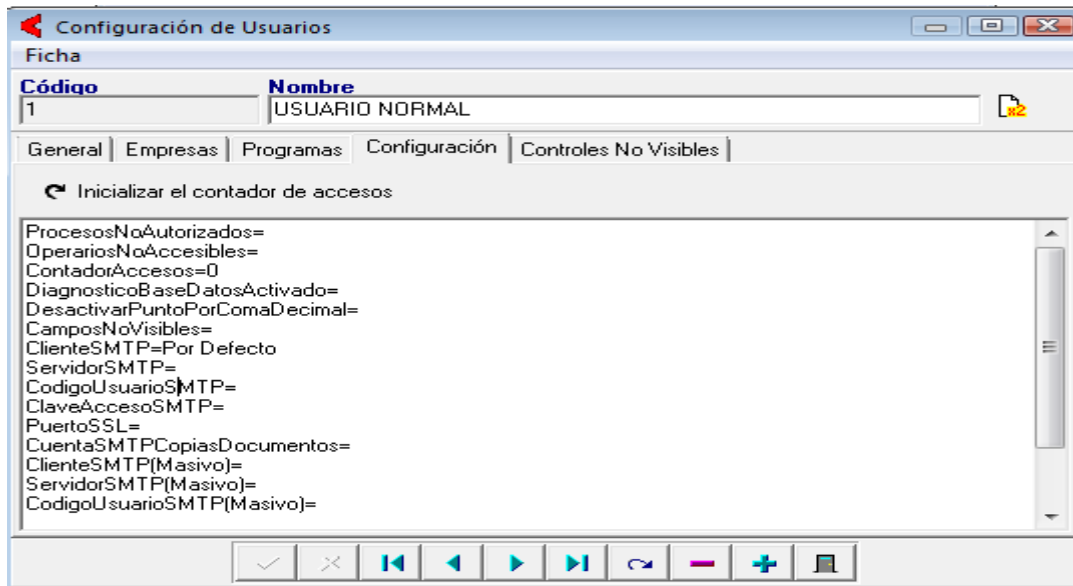 Configuración de Usuarios
Ficha
Código Nombre
1 USUARIO NORMAL x2
General Empresas Programas Configuración Controles No Visibles
Inicializar el contador de accesos
ProcesosNoAutorizados=
OperariosNoAccesibles=
ContadorAccesos=0
DiagnosticoBaseDatosActivado=
DesactivarPuntoPorComaDecimal=
CamposNoVisibles=
ClienteSMTP=Por Defecto
ServidorSMTP=
CodigoUsuarioSMTP=
ClaveAccesoSMTP=
PuertoSSL=
CuentaSMTPCopiasDocumentos=
ClienteSMTP(Masivo)=
ServidorSMTP(Masivo)=
CodigoUsuarioSMTP(Masivo)=